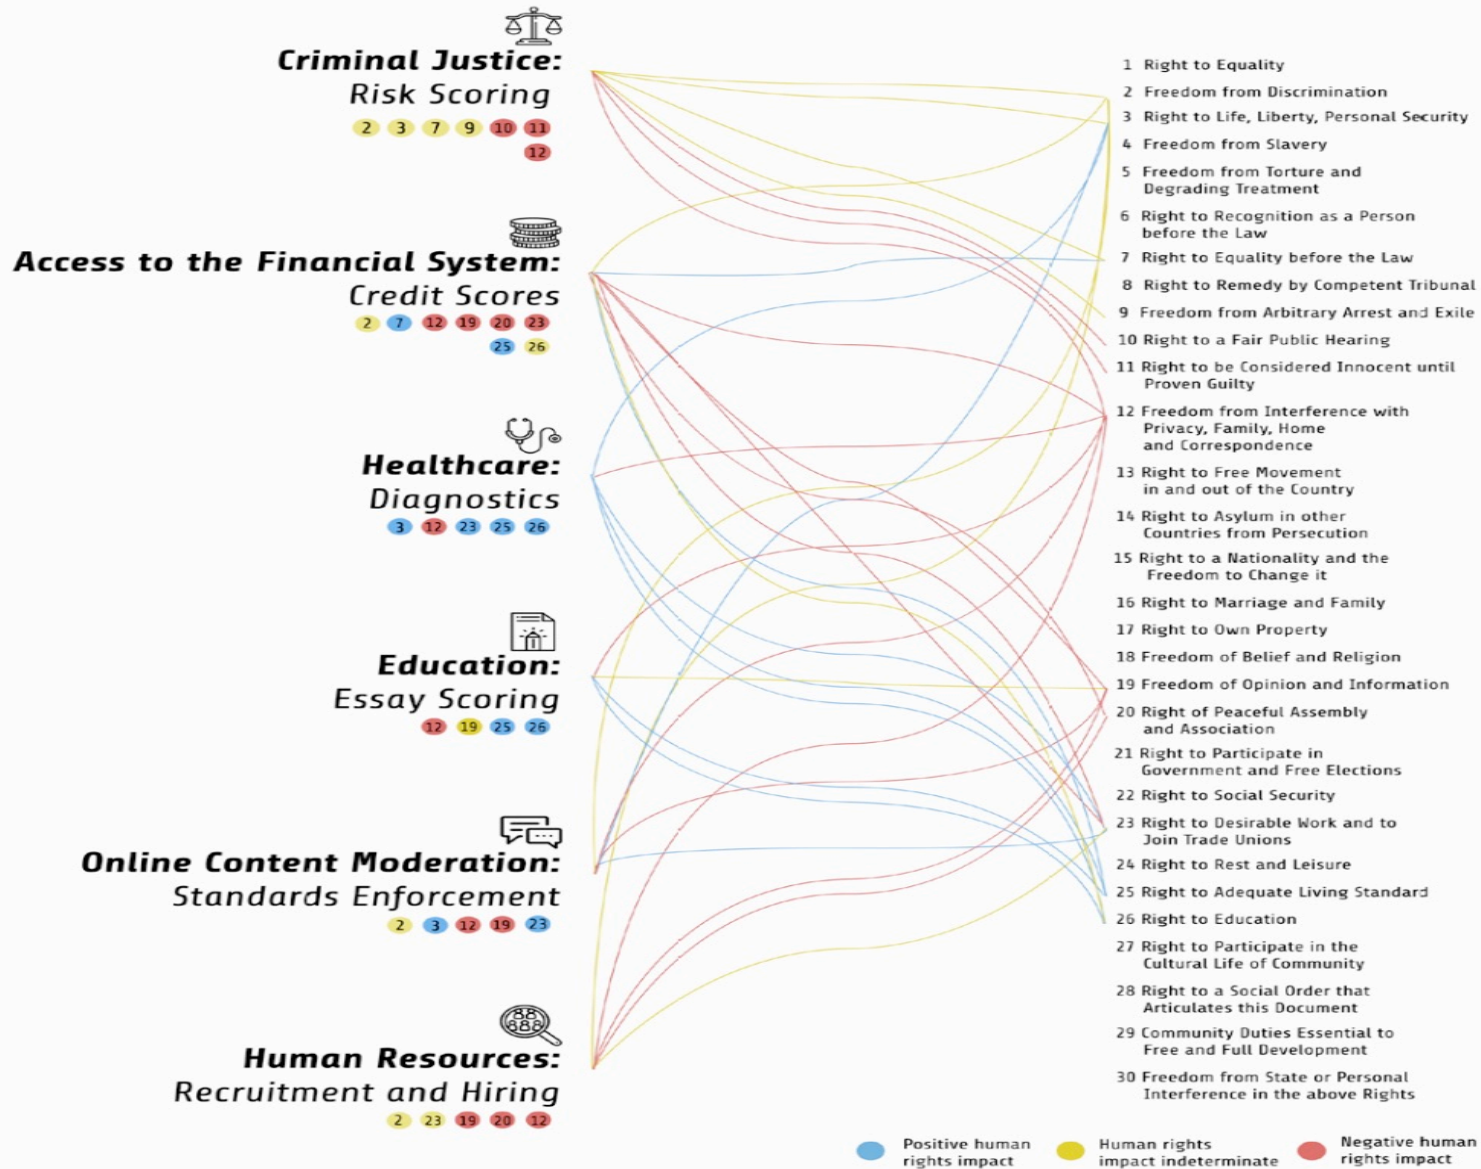 Criminal Justice:
Risk Scoring
2 3 7 9 10 11
12
Access to the Financial System:
Credit Scores
2 7 12 19 20 23
25 26
Healthcare:
Diagnostics
3 12 23 25 26
Education:
Essay Scoring
12 19 25 26
Online Content Moderation:
Standards Enforcement
2 3 12 19 23
Human Resources:
Recruitment and Hiring
2 23 19 20 12
1 Right to Equality
2 Freedom from Discrimination
3 Right to Life, Liberty, Personal Security
4 Freedom from Slavery
5 Freedom from Torture and
Degrading Treatment
6 Right to Recognition as a Person
before the Law
7 Right to Equality before the Law
8 Right to Remedy by Competent Tribunal
9 Freedom from Arbitrary Arrest and Exile
10 Right to a Fair Public Hearing
11 Right to be Considered Innocent until
Proven Guilty
12 Freedom from Interference with
Privacy, Family, Home
and Correspondence
13 Right to Free Movement
in and out of the Country
14 Right to Asylum in other
Countries from Persecution
15 Right to a Nationality and the
Freedom to Change it
16 Right to Marriage and Family
17 Right to Own Property
18 Freedom of Belief and Religion
19 Freedom of Opinion and Information
20 Right of Peaceful Assembly
and Association
21 Right to Participate in
Government and Free Elections
22 Right to Social Security
23 Right to Desirable Work and to
Join Trade Unions
24 Right to Rest and Leisure
25 Right to Adequate Living Standard
26 Right to Education
27 Right to Participate in the
Cultural Life of Community
28 Right to a Social Order that
Articulates this Document
29 Community Duties Essential to
Free and Full Development
30 Freedom from State or Personal
Interference in the above Rights
Positive human
rights impact
Human rights
impact indeterminate
Negative human
rights impact